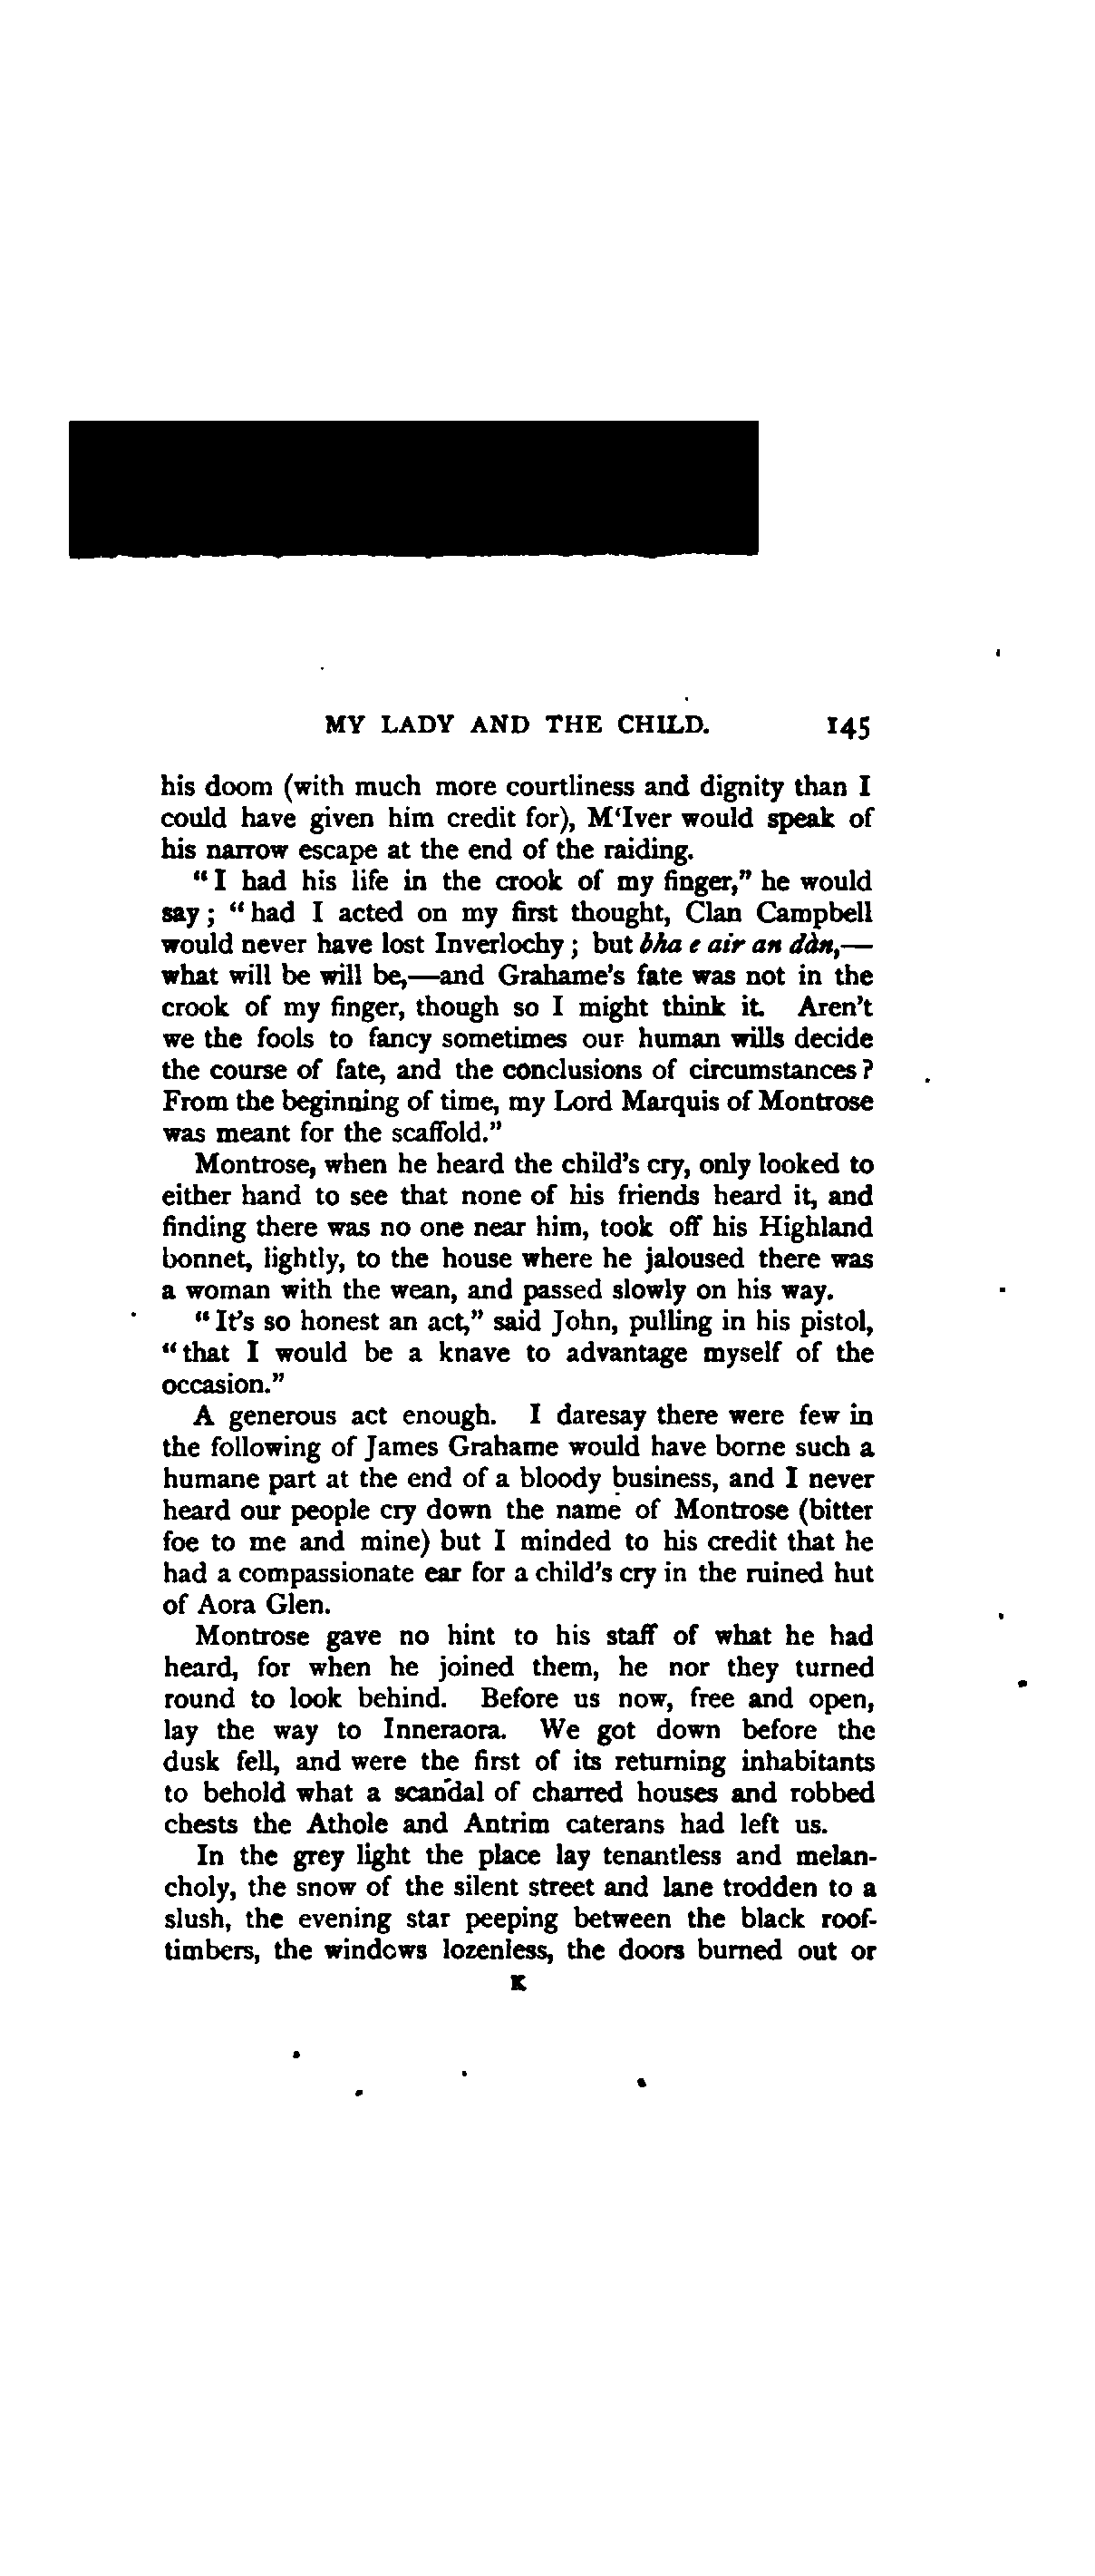 MY LADY AND THE CHILD. 145
his doom (with much more courtliness and dignity than I
could have given him credit for), M‘Iver would speak of
his narrow escape at the end of the raiding.
“I had his life in the crook of my finger,” he would
say; “had I acted on my first thought, Clan Campbell
would never have lost Inverlochy; but bha e air an dàn,—
what will be will be,—and Grahame’s fate was not in the
crook of my finger, though so I might think it. Aren’t
we the fools to fancy sometimes our human wills decide
the course of fate, and the conclusions of circumstances?
From the beginning of time, my Lord Marquis of Montrose
was meant for the scaffold.”
Montrose, when he heard the child’s cry, only looked to
either hand to see that none of his friends heard it, and
finding there was no one near him, took off his Highland
bonnet, lightly, to the house where he jaloused there was
a woman with the wean, and passed slowly on his way.
“It’s so honest an act,” said John, pulling in his pistol,
“that I would be a knave to advantage myself of the
occasion.”
A generous act enough. I daresay there were few in
the following of James Grahame would have borne such a
humane part at the end of a bloody business, and I never
heard our people cry down the name of Montrose (bitter
foe to me and mine) but I minded to his credit that he
had a compassionate ear for a child’s cry in the ruined hut
of Aora Glen.
Montrose gave no hint to his staff of what he had
heard, for when he joined them, he nor they turned
round to look behind. Before us now, free and open,
lay the way to Inneraora. We got down before the
dusk fell, and were the first of its returning inhabitants
to behold what a scandal of charred houses and robbed
chests the Athole and Antrim caterans had left us.
In the grey light the place lay tenantless and melan-
choly, the snow of the silent street and lane trodden to a
slush, the evening star peeping between the black roof-
timbers, the windows lozenless, the doors burned out or
K